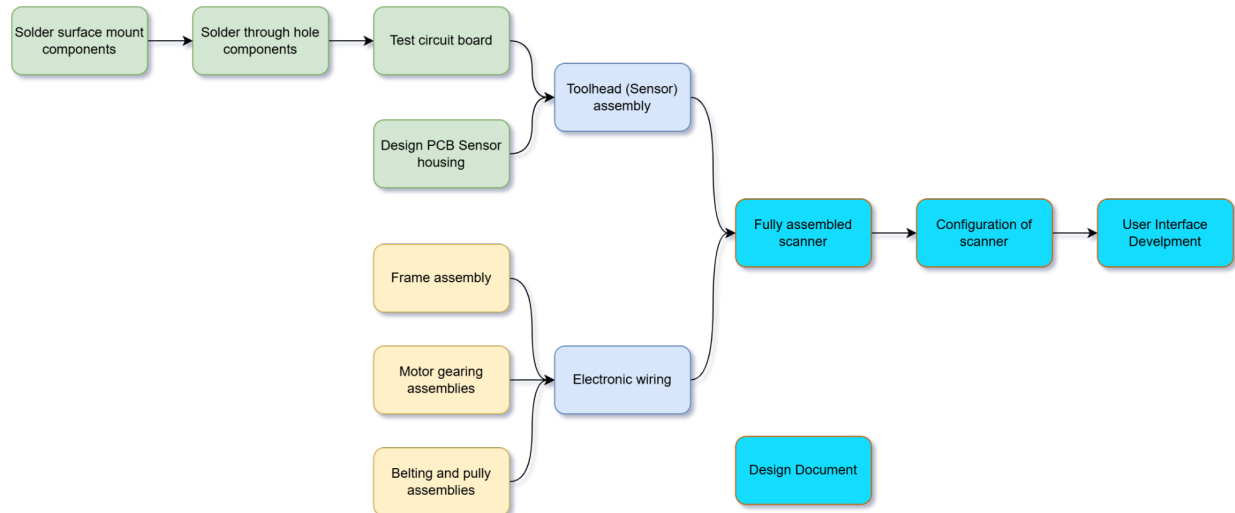 Solder surface mount
components
Solder through hole
components
Test circuit board
Design PCB Sensor
housing
Toolhead (Sensor)
assembly
Frame assembly
Motor gearing
assemblies
Belting and pully
assemblies
Electronic wiring
Fully assembled
scanner
Configuration of
scanner
User Interface
Develpment
Design Document